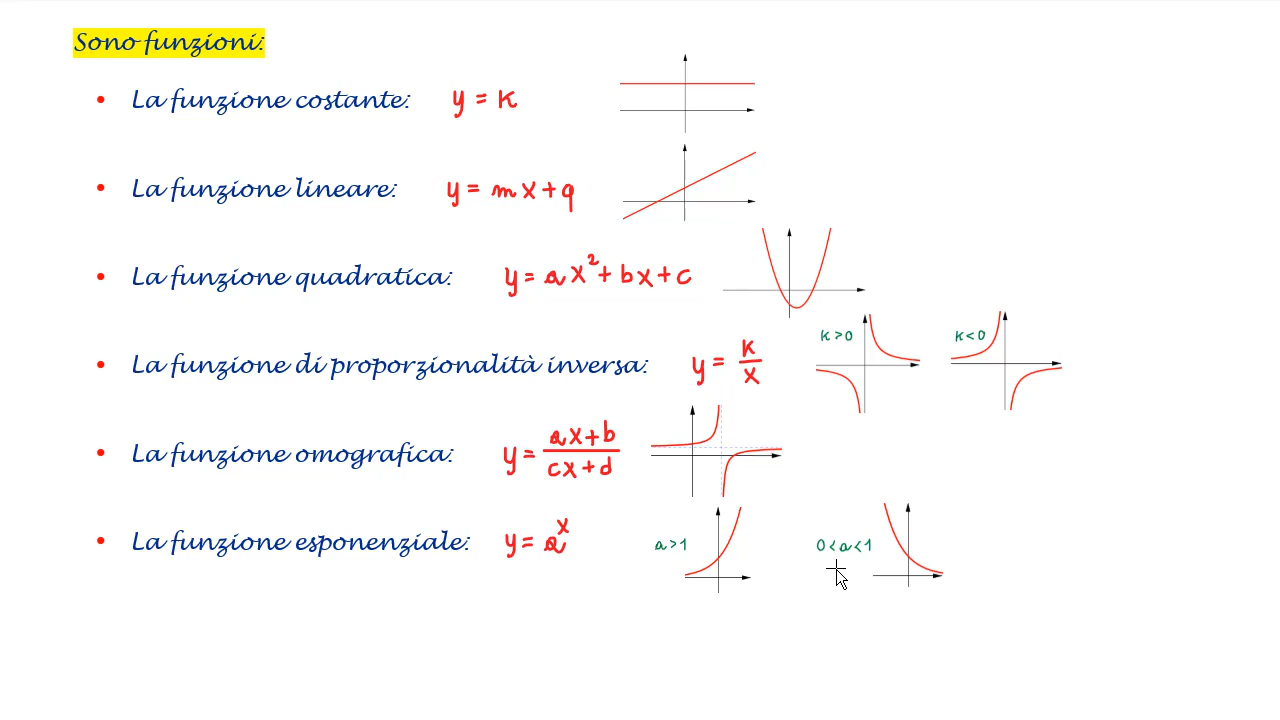 Sono funzioni:
• La funzione costante: y = k
• La funzione lineare: y = mx + q
• La funzione quadratica: y = ax² + bx + c
• La funzione di proporzionalità inversa: y = k/x k > 0 k < 0
• La funzione omografica: y = (ax + b)/(cx + d)
• La funzione esponenziale: y = aˣ a > 1 0 < a < 1